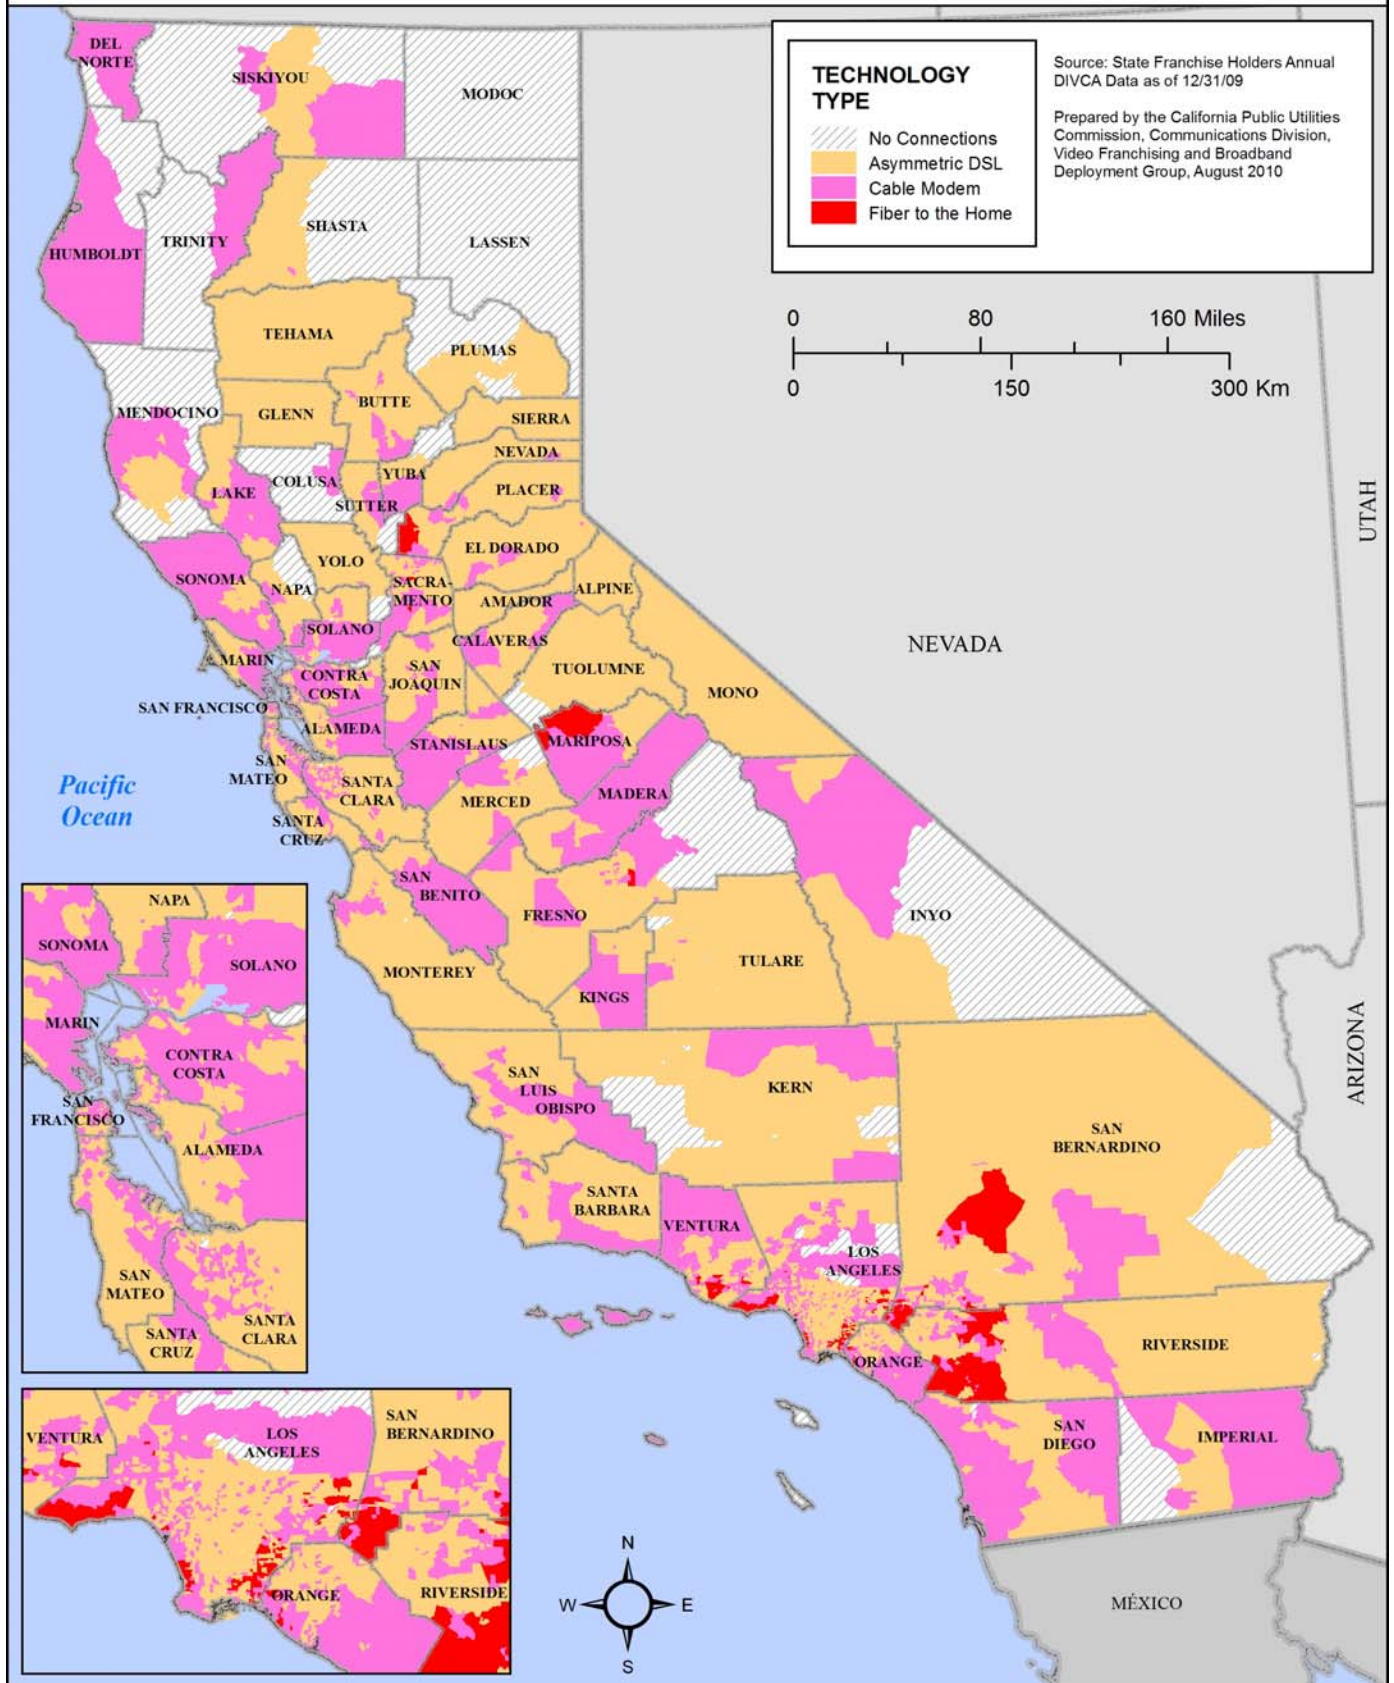 TECHNOLOGY
TYPE
No Connections
Asymmetric DSL
Cable Modem
Fiber to the Home
Source: State Franchise Holders Annual
DIVCA Data as of 12/31/09
Prepared by the California Public Utilities
Commission, Communications Division,
Video Franchising and Broadband
Deployment Group, August 2010
0 80 160 Miles
0 150 300 Km
DEL
NORTE
SISKIYOU
MODOC
HUMBOLDT
TRINITY
SHASTA
LASSEN
TEHAMA
PLUMAS
MENDOCINO
GLENN
BUTTE
SIERRA
NEVADA
COLUSA
YUBA
LAKE
SUTTER
PLACER
SONOMA
NAPA
YOLO
EL DORADO
SACRA-
MENTO
AMADOR
ALPINE
SOLANO
CALAVERAS
MARIN
CONTRA
COSTA
SAN
JOAQUIN
TUOLUMNE
MONO
SAN FRANCISCO
ALAMEDA
STANISLAUS
MARIPOSA
SAN
MATEO
SANTA
CLARA
MERCED
MADERA
SANTA
CRUZ
SAN
BENITO
FRESNO
INYO
MONTEREY
KINGS
TULARE
SAN
LUIS
OBISPO
KERN
SAN
BERNARDINO
SANTA
BARBARA
VENTURA
LOS
ANGELES
ORANGE
RIVERSIDE
SAN
DIEGO
IMPERIAL
NEVADA
UTAH
ARIZONA
MÉXICO
Pacific
Ocean
NAPA
SONOMA
SOLANO
MARIN
CONTRA
COSTA
SAN
FRANCISCO
ALAMEDA
SAN
MATEO
SANTA
CRUZ
SANTA
CLARA
VENTURA
LOS
ANGELES
SAN
BERNARDINO
ORANGE
RIVERSIDE
N
W E
S